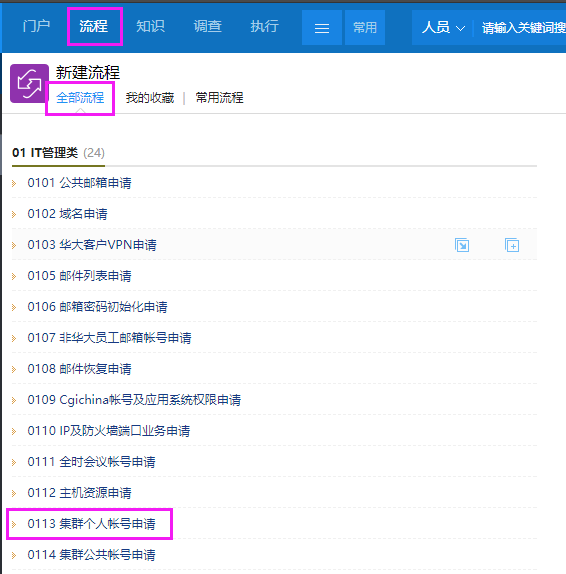 门户 流程 知识 调查 执行 常用 人员 请输入关键词搜
新建流程
全部流程 我的收藏 | 常用流程
01 IT管理类 (24)
0101 公共邮箱申请
0102 域名申请
0103 华大客户VPN申请
0105 邮件列表申请
0106 邮箱密码初始化申请
0107 非华大员工邮箱帐号申请
0108 邮件恢复申请
0109 Cgichina帐号及应用系统权限申请
0110 IP及防火墙端口业务申请
0111 全时会议帐号申请
0112 主机资源申请
0113 集群个人帐号申请
0114 集群公共帐号申请